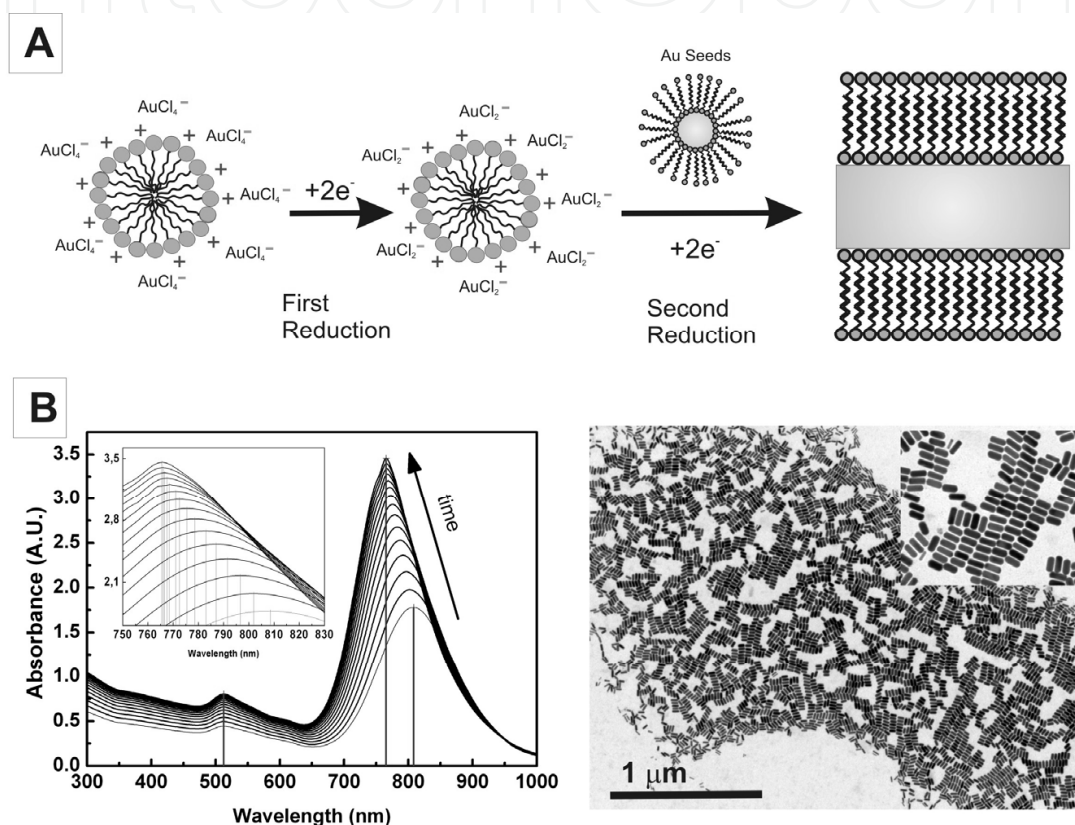 A
Au Seeds
AuCl4⁻
AuCl4⁻
AuCl4⁻
AuCl4⁻
AuCl4⁻
AuCl4⁻
AuCl4⁻
AuCl4⁻
+2e⁻
First
Reduction
AuCl2⁻
AuCl2⁻
AuCl2⁻
AuCl2⁻
AuCl2⁻
AuCl2⁻
AuCl2⁻
AuCl2⁻
+2e⁻
Second
Reduction
B
Absorbance (A.U.)
3.5
3.0
2.5
2.0
1.5
1.0
0.5
0.0
300 400 500 600 700 800 900 1000
Wavelength (nm)
3,5
2,8
2,1
750 760 770 780 790 800 810 820 830
Wavelength (nm)
time
1 µm